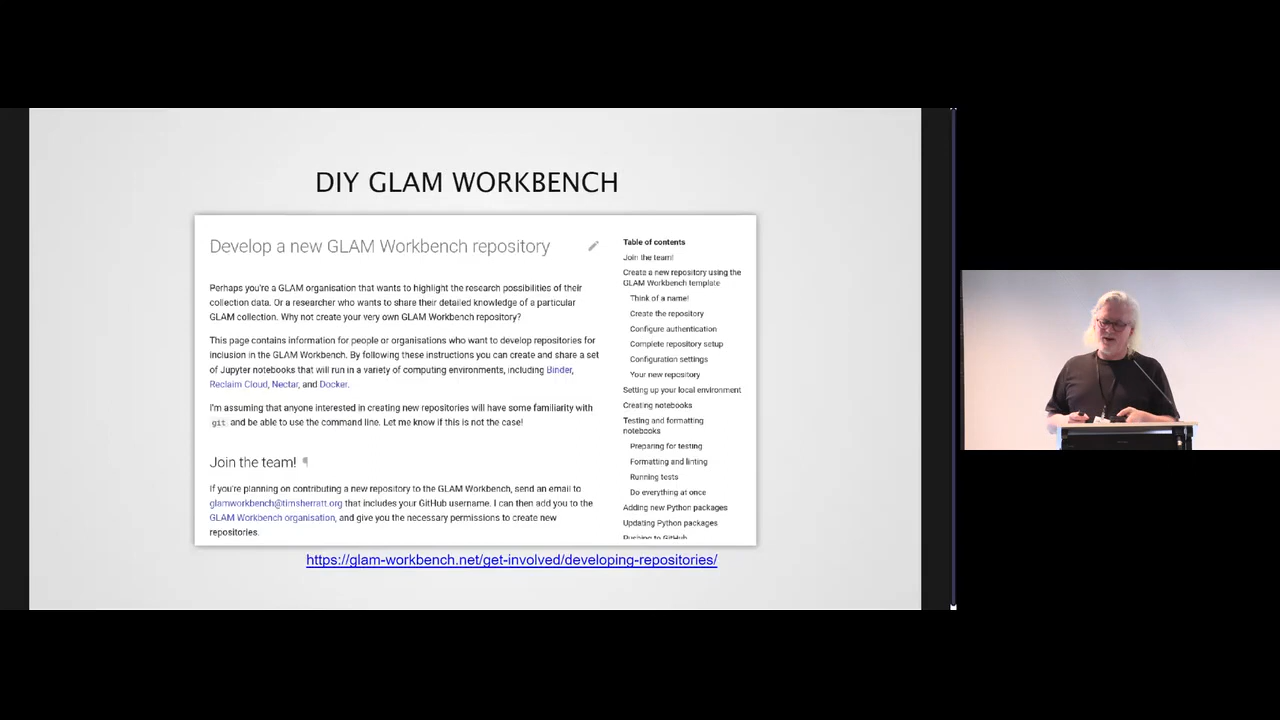 DIY GLAM WORKBENCH
Develop a new GLAM Workbench repository
Perhaps you're a GLAM organisation that wants to highlight the research possibilities of their
collection data. Or a researcher who wants to share their detailed knowledge of a particular
GLAM collection. Why not create your very own GLAM Workbench repository?
This page contains information for people or organisations who want to develop repositories for
inclusion in the GLAM Workbench. By following these instructions you can create and share a set
of Jupyter notebooks that will run in a variety of computing environments, including Binder,
Reclaim Cloud, Nectar, and Docker.
I'm assuming that anyone interested in creating new repositories will have some familiarity with
git and be able to use the command line. Let me know if this is not the case!
Join the team! ¶
If you're planning on contributing a new repository to the GLAM Workbench, send an email to
glamworkbench@timsherratt.org that includes your GitHub username. I can then add you to the
GLAM Workbench organisation, and give you the necessary permissions to create new
repositories.
Table of contents
Join the team!
Create a new repository using the
GLAM Workbench template
Think of a name!
Create the repository
Configure authentication
Complete repository setup
Configuration settings
Your new repository
Setting up your local environment
Creating notebooks
Testing and formatting
notebooks
Preparing for testing
Formatting and linting
Running tests
Do everything at once
Adding new Python packages
Updating Python packages
Pushing to GitHub
https://glam-workbench.net/get-involved/developing-repositories/